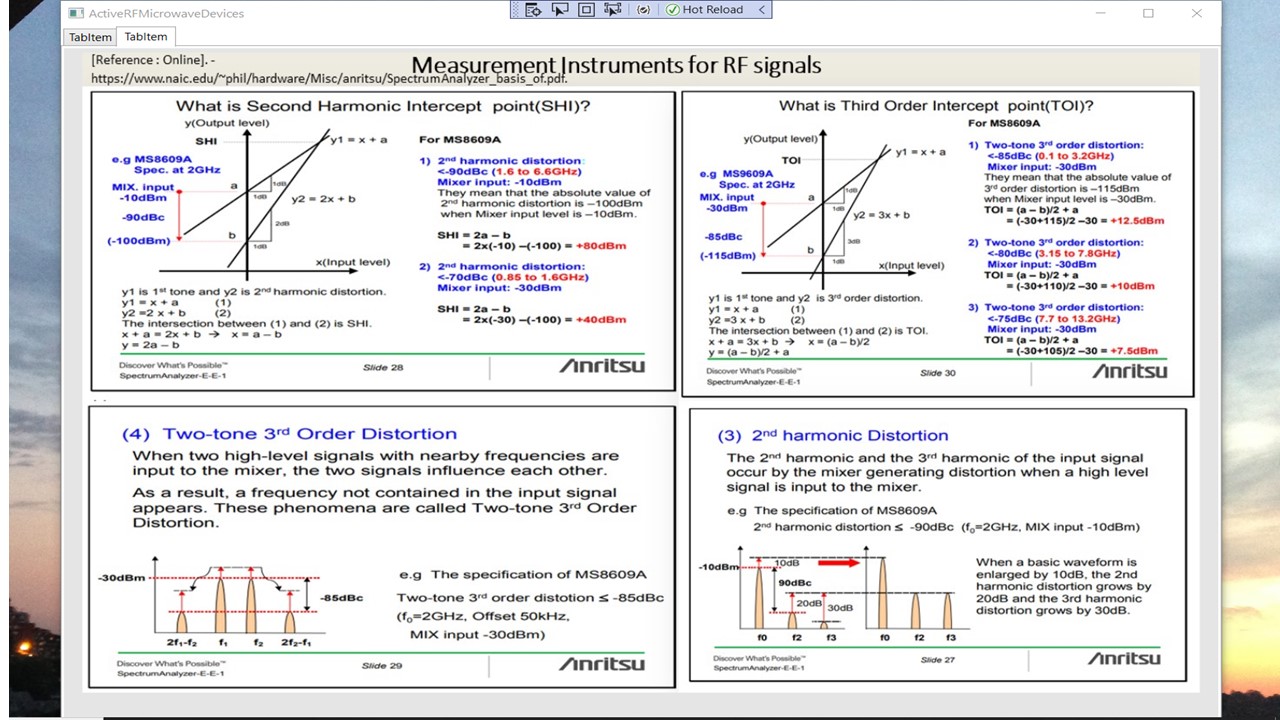 ActiveRFMicrowaveDevices
Hot Reload
TabItem
TabItem
[Reference : Online]. -
https://www.naic.edu/~phil/hardware/Misc/anritsu/SpectrumAnalyzer_basis_of.pdf.
Measurement Instruments for RF signals
What is Second Harmonic Intercept point(SHI)?
y(Output level)
SHI
y1 = x + a
e.g MS8609A
Spec. at 2GHz
MIX. input
-10dBm
-90dBc
(-100dBm)
a
1dB
1dB
y2 = 2x + b
2dB
b
1dB
x(Input level)
For MS8609A
1) 2nd harmonic distortion:
<-90dBc (1.6 to 6.6GHz)
Mixer input: -10dBm
They mean that the absolute value of
2nd harmonic distortion is –100dBm
when Mixer input level is –10dBm.
SHI = 2a – b
= 2x(-10) –(-100) = +80dBm
2) 2nd harmonic distortion:
<-70dBc (0.85 to 1.6GHz)
Mixer input: -30dBm
SHI = 2a – b
= 2x(-30) –(-100) = +40dBm
y1 is 1st tone and y2 is 2nd harmonic distortion.
y1 = x + a (1)
y2 =2 x + b (2)
The intersection between (1) and (2) is SHI.
x + a = 2x + b → x = a – b
y = 2a – b
Discover What's Possible™
SpectrumAnalyzer-E-E-1
Slide 28
Anritsu
What is Third Order Intercept point(TOI)?
y(Output level)
TOI
y1 = x + a
e.g MS9609A
Spec. at 2GHz
MIX. input
-30dBm
-85dBc
(-115dBm)
a
1dB
1dB
y2 = 3x + b
3dB
b
1dB
x(Input level)
For MS8609A
1) Two-tone 3rd order distortion:
<-85dBc (0.1 to 3.2GHz)
Mixer input: -30dBm
They mean that the absolute value of
3rd order distortion is –115dBm
when Mixer input level is –30dBm.
TOI = (a – b)/2 + a
= (-30+115)/2 –30 = +12.5dBm
2) Two-tone 3rd order distortion:
<-80dBc (3.15 to 7.8GHz)
Mixer input: -30dBm
TOI = (a – b)/2 + a
= (-30+110)/2 –30 = +10dBm
3) Two-tone 3rd order distortion:
<-75dBc (7.7 to 13.2GHz)
Mixer input: -30dBm
TOI = (a – b)/2 + a
= (-30+105)/2 –30 = +7.5dBm
y1 is 1st tone and y2 is 3rd order distortion.
y1 = x + a (1)
y2 =3 x + b (2)
The intersection between (1) and (2) is TOI.
x + a = 3x + b → x = (a – b)/2
y = (a – b)/2 + a
Discover What's Possible™
SpectrumAnalyzer-E-E-1
Slide 30
Anritsu
(4) Two-tone 3rd Order Distortion
When two high-level signals with nearby frequencies are
input to the mixer, the two signals influence each other.
As a result, a frequency not contained in the input signal
appears. These phenomena are called Two-tone 3rd Order
Distortion.
-30dBm
-85dBc
2f1-f2 f1 f2 2f2-f1
e.g The specification of MS8609A
Two-tone 3rd order distotion ≤ -85dBc
(f0=2GHz, Offset 50kHz,
MIX input -30dBm)
Discover What's Possible™
SpectrumAnalyzer-E-E-1
Slide 29
Anritsu
(3) 2nd harmonic Distortion
The 2nd harmonic and the 3rd harmonic of the input signal
occur by the mixer generating distortion when a high level
signal is input to the mixer.
e.g The specification of MS8609A
2nd harmonic distortion ≤ -90dBc (f0=2GHz, MIX input -10dBm)
-10dBm
10dB
90dBc
20dB
30dB
f0 f2 f3 f0 f2 f3
When a basic waveform is
enlarged by 10dB, the 2nd
harmonic distortion grows by
20dB and the 3rd harmonic
distortion grows by 30dB.
Discover What's Possible™
SpectrumAnalyzer-E-E-1
Slide 27
Anritsu